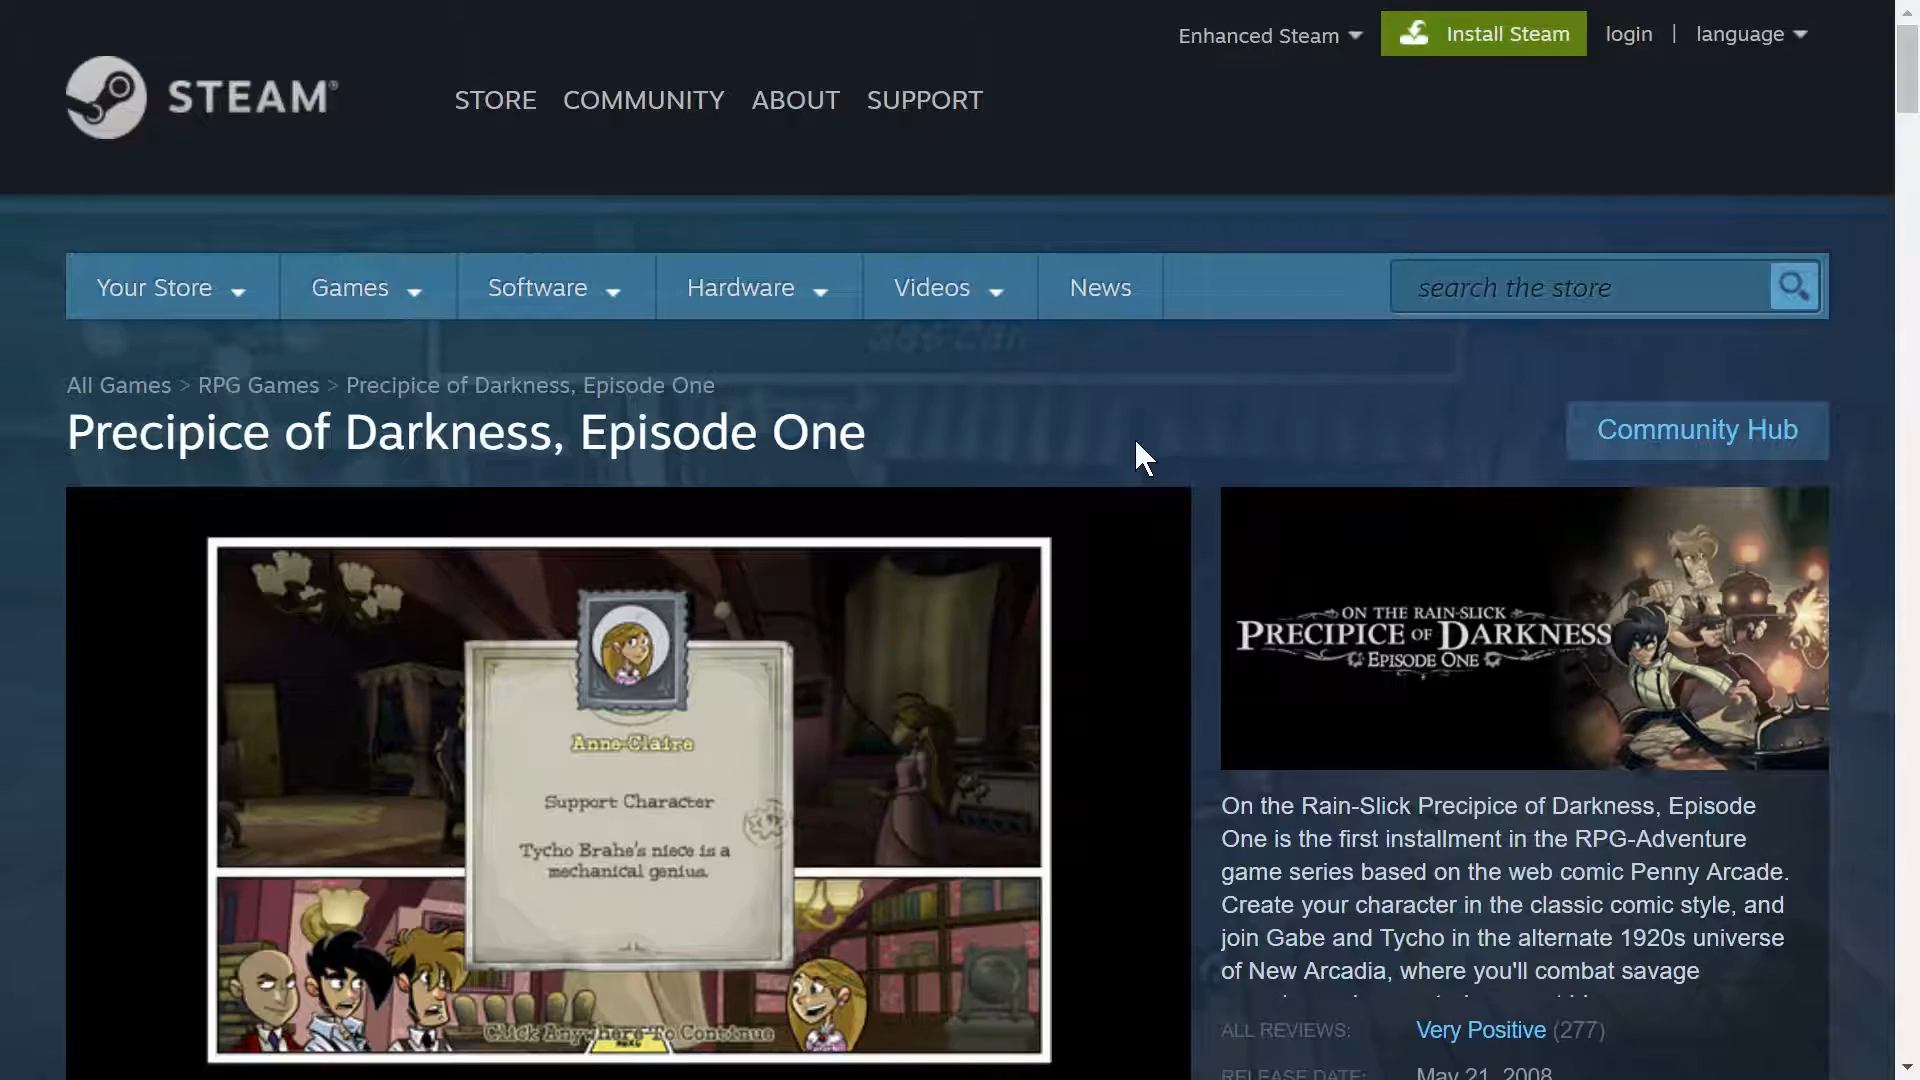 Enhanced Steam
Install Steam
login | language
STEAM®
STORE COMMUNITY ABOUT SUPPORT
Your Store Games Software Hardware Videos News
search the store
All Games > RPG Games > Precipice of Darkness, Episode One
Precipice of Darkness, Episode One
Community Hub
Anne-Claire
Support Character
Tycho Brahe's niece is a
mechanical genius.
Click Anywhere To Continue
ON THE RAIN-SLICK
PRECIPICE OF DARKNESS
EPISODE ONE
On the Rain-Slick Precipice of Darkness, Episode
One is the first installment in the RPG-Adventure
game series based on the web comic Penny Arcade.
Create your character in the classic comic style, and
join Gabe and Tycho in the alternate 1920s universe
of New Arcadia, where you'll combat savage
ALL REVIEWS: Very Positive (277)
RELEASE DATE: May 21, 2008